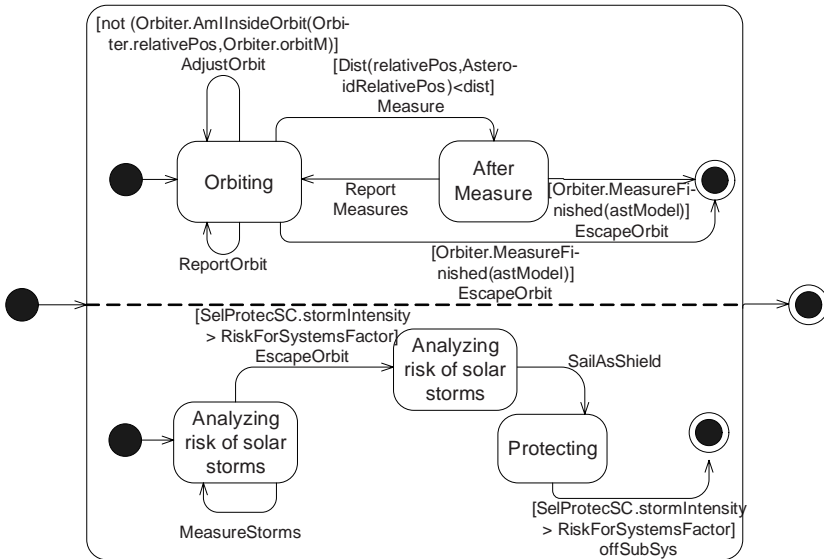 [not (Orbiter.AmIInsideOrbit(Orbi-
ter.relativePos,Orbiter.orbitM)]
AdjustOrbit
[Dist(relativePos,Astero-
idRelativePos)<dist]
Measure
Orbiting
After
Measure
Report
Measures
[Orbiter.MeasureFi-
nished(astModel)]
EscapeOrbit
ReportOrbit
[Orbiter.MeasureFi-
nished(astModel)]
EscapeOrbit
[SelProtecSC.stormIntensity
> RiskForSystemsFactor]
EscapeOrbit
Analyzing
risk of solar
storms
SailAsShield
Analyzing
risk of solar
storms
Protecting
MeasureStorms
[SelProtecSC.stormIntensity
> RiskForSystemsFactor]
offSubSys